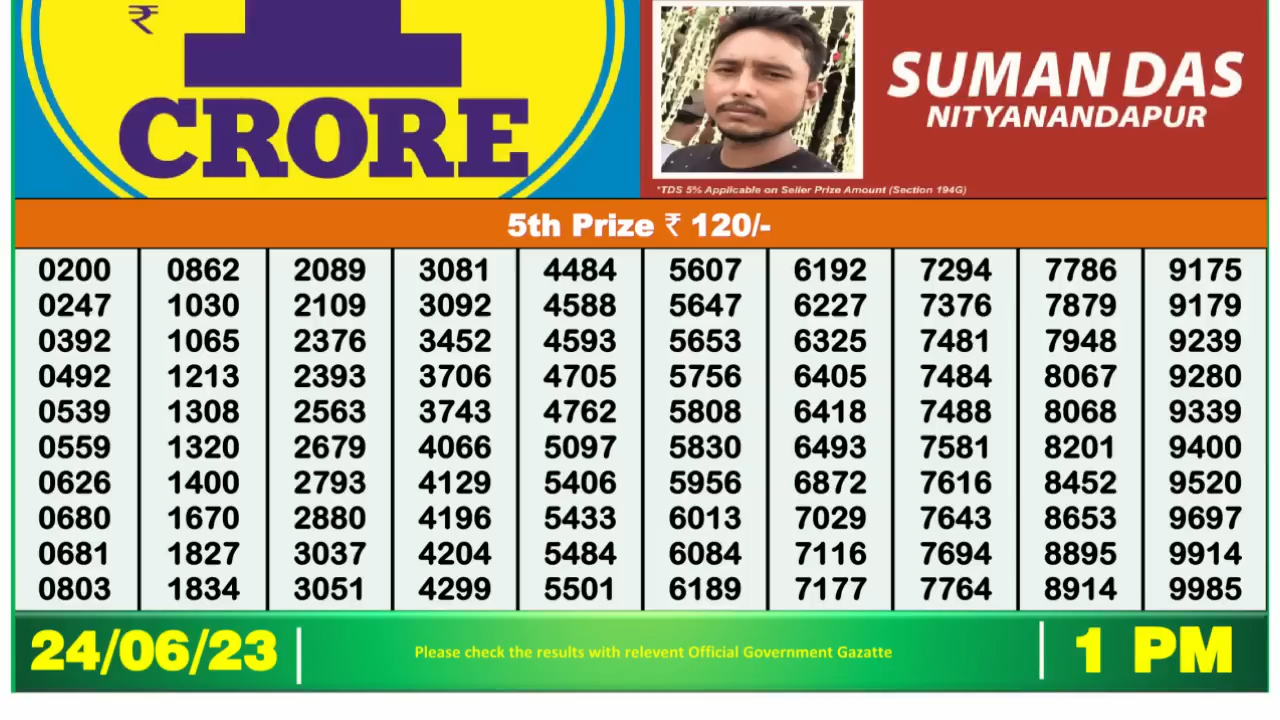 ₹
1
CRORE
SUMAN DAS
NITYANANDAPUR
*TDS 5% Applicable on Seller Prize Amount (Section 194G)
5th Prize ₹ 120/-
0200 0862 2089 3081 4484 5607 6192 7294 7786 9175
0247 1030 2109 3092 4588 5647 6227 7376 7879 9179
0392 1065 2376 3452 4593 5653 6325 7481 7948 9239
0492 1213 2393 3706 4705 5756 6405 7484 8067 9280
0539 1308 2563 3743 4762 5808 6418 7488 8068 9339
0559 1320 2679 4066 5097 5830 6493 7581 8201 9400
0626 1400 2793 4129 5406 5956 6872 7616 8452 9520
0680 1670 2880 4196 5433 6013 7029 7643 8653 9697
0681 1827 3037 4204 5484 6084 7116 7694 8895 9914
0803 1834 3051 4299 5501 6189 7177 7764 8914 9985
24/06/23
Please check the results with relevent Official Government Gazatte
1 PM